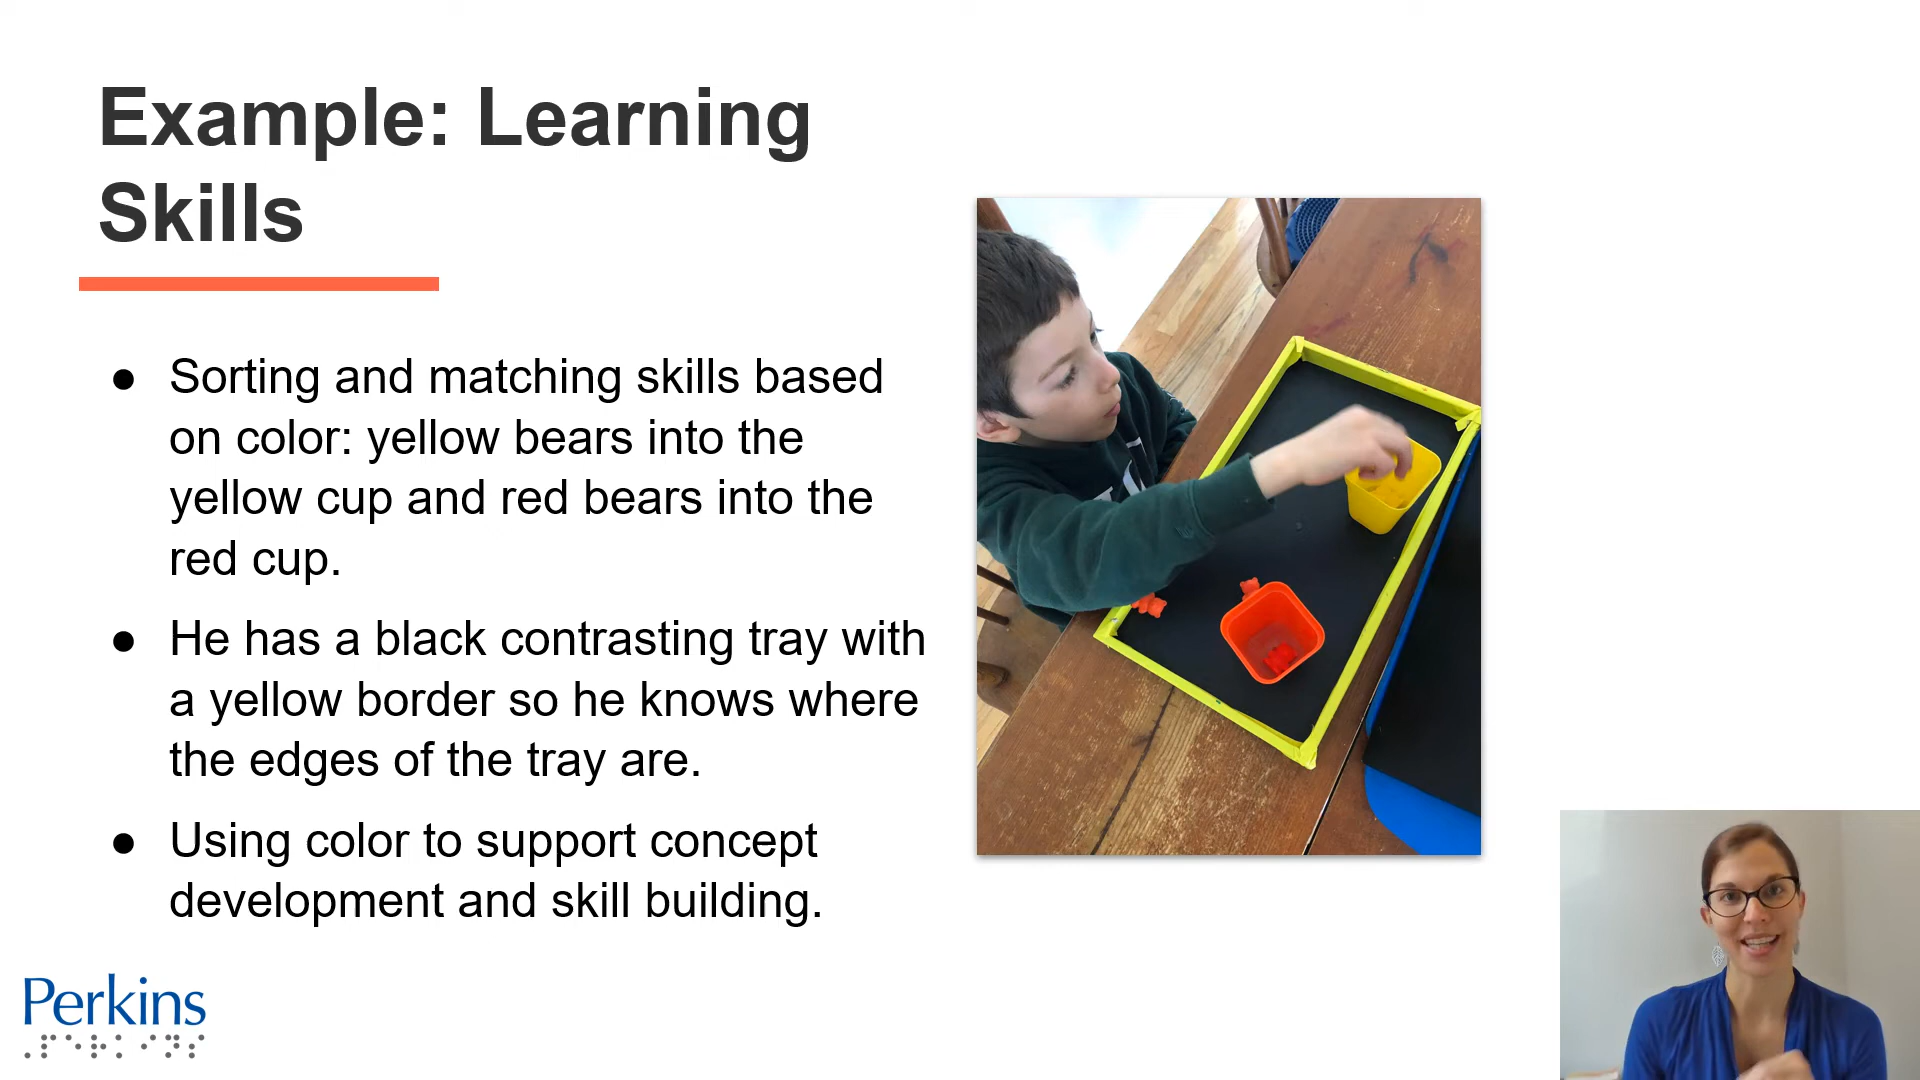 Example: Learning
Skills
● Sorting and matching skills based
on color: yellow bears into the
yellow cup and red bears into the
red cup.
● He has a black contrasting tray with
a yellow border so he knows where
the edges of the tray are.
● Using color to support concept
development and skill building.
Perkins
⠠⠏⠑⠗⠅⠊⠝⠎